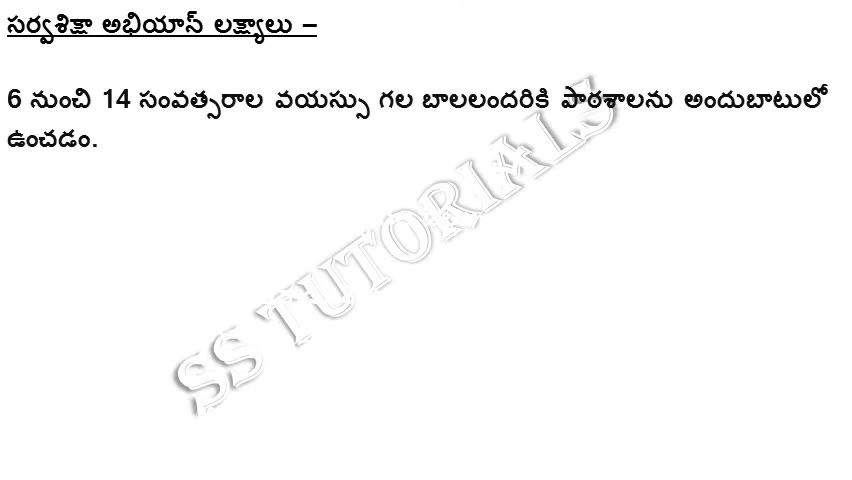 సర్వశిక్షా అభియాన్ లక్ష్యాలు –
6 నుంచి 14 సంవత్సరాల వయస్సు గల బాలలందరికి పాఠశాలను అందుబాటులో
ఉంచడం.
SS TUTORIALS